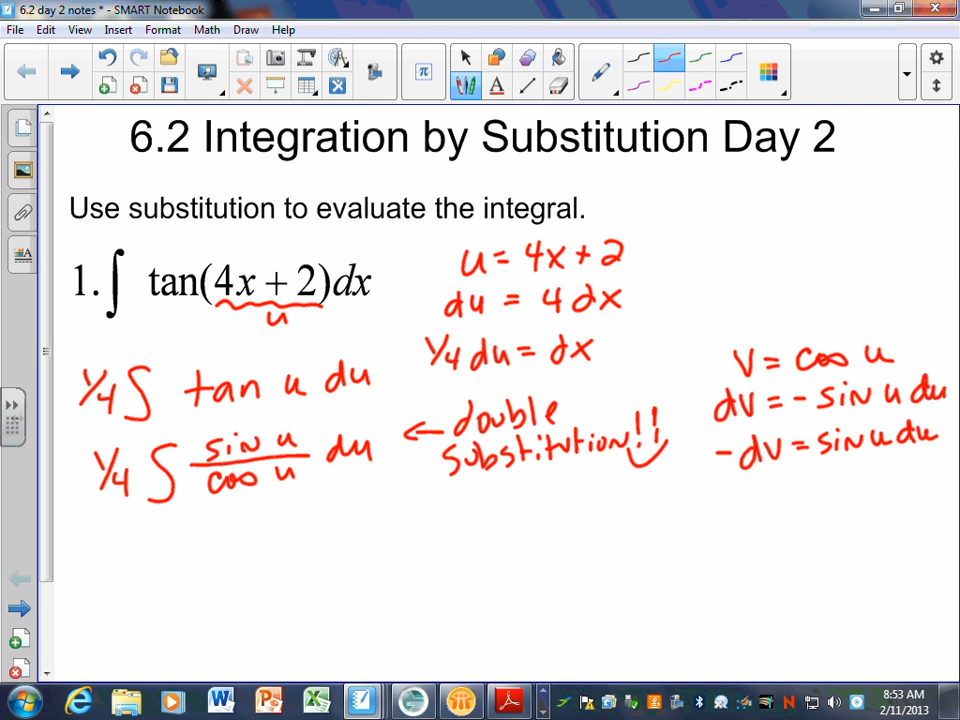 6.2 day 2 notes * - SMART Notebook
File Edit View Insert Format Math Draw Help
6.2 Integration by Substitution Day 2
Use substitution to evaluate the integral.
1. ∫ tan(4x + 2)dx
u
u = 4x + 2
du = 4 dx
1/4 du = dx
1/4 ∫ tan u du
1/4 ∫ sin u / cos u du
← double
substitution!!
v = cos u
dv = - sin u du
- dv = sin u du
8:53 AM
2/11/2013